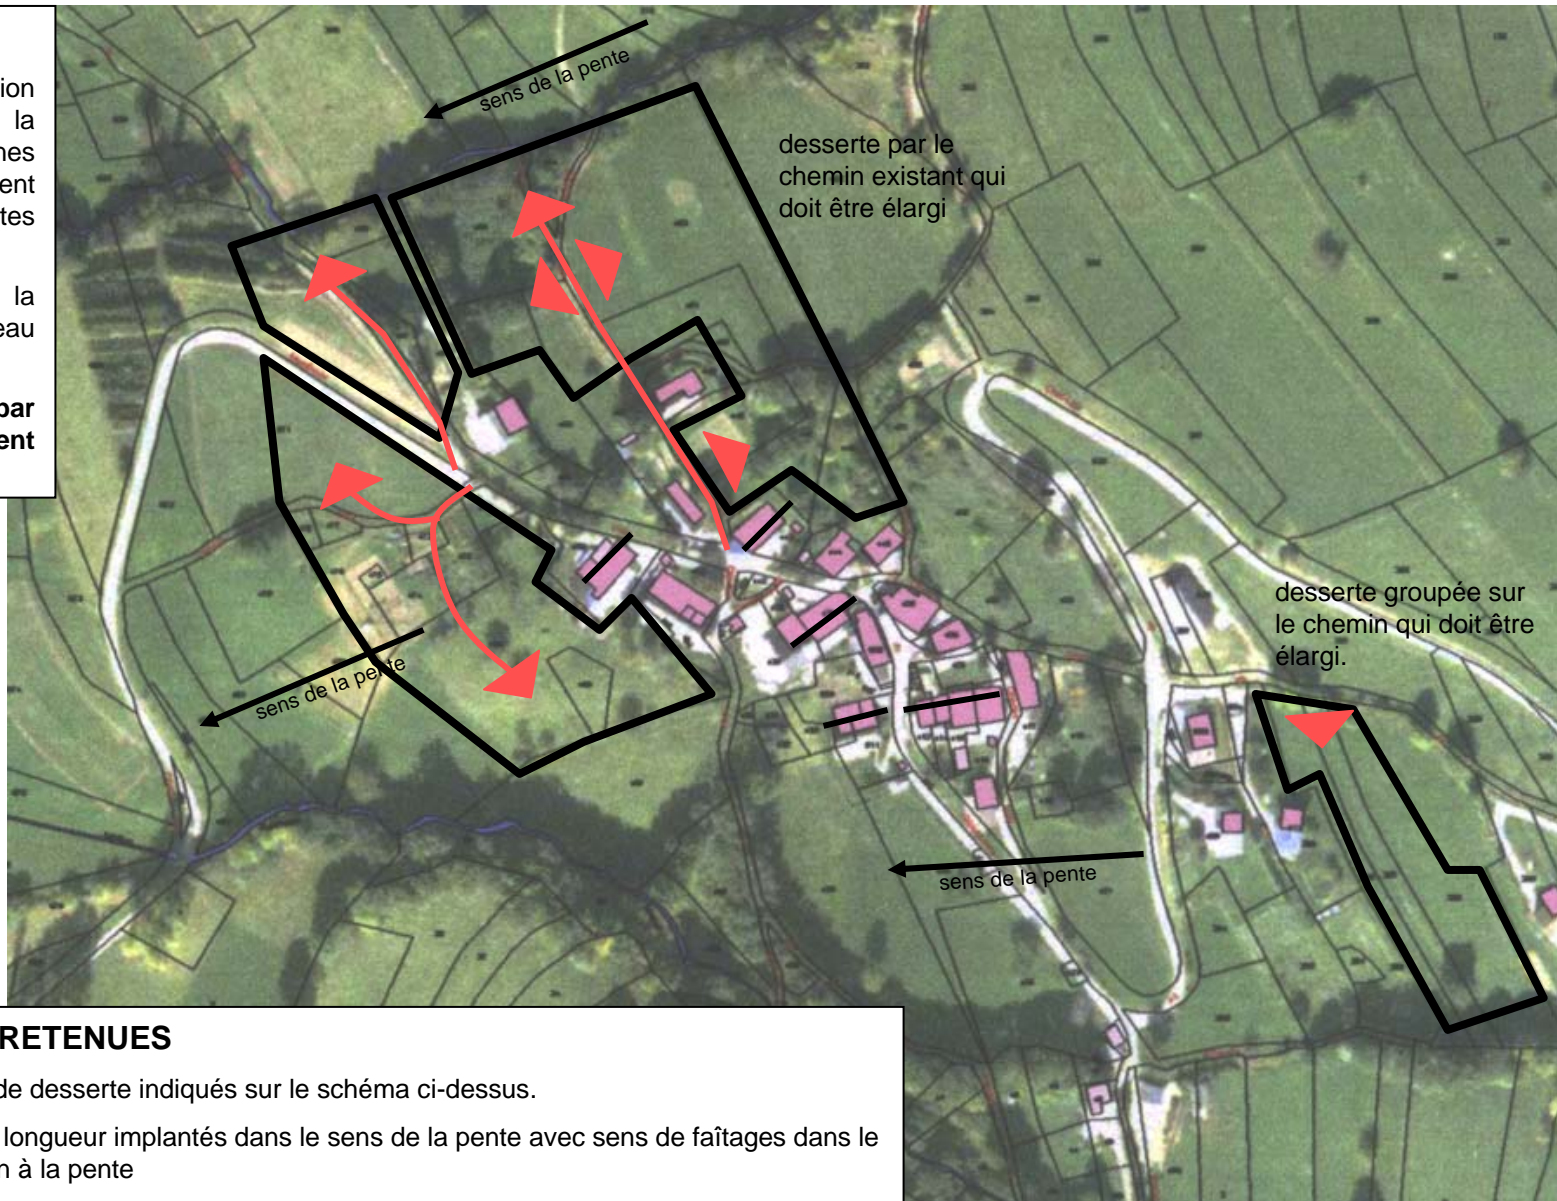 ion
la
nes
ent
tes
la
eau
par
ent
sens de la pente
desserte par le
chemin existant qui
doit être élargi
sens de la pente
desserte groupée sur
le chemin qui doit être
élargi.
sens de la pente
RETENUES
de desserte indiqués sur le schéma ci-dessus.
longueur implantés dans le sens de la pente avec sens de faîtages dans le
n à la pente